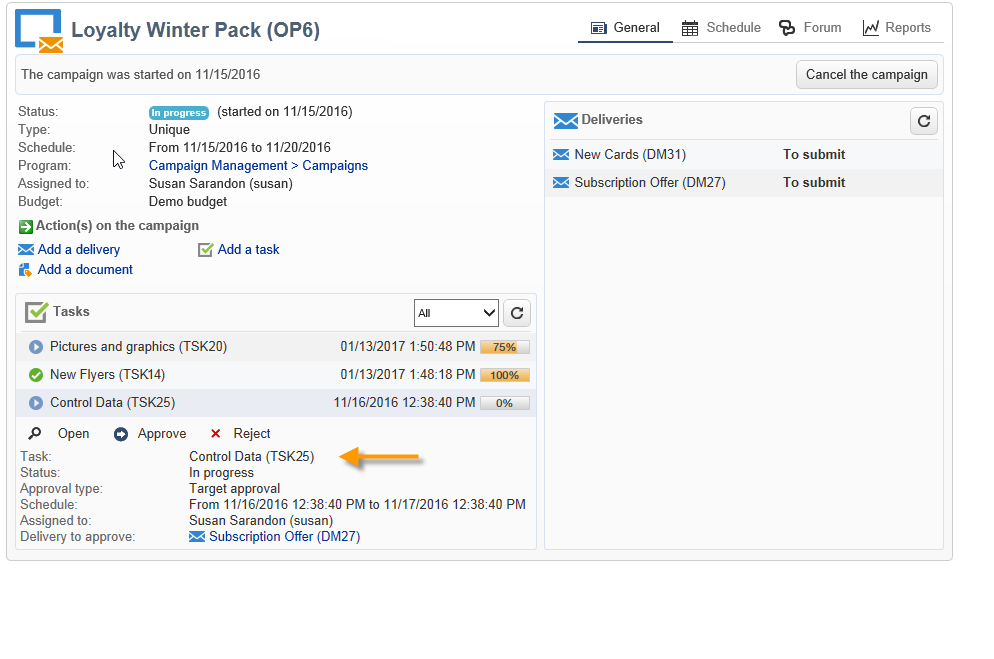 Loyalty Winter Pack (OP6)
General Schedule Forum Reports
The campaign was started on 11/15/2016 Cancel the campaign
Status: In progress (started on 11/15/2016)
Type: Unique
Schedule: From 11/15/2016 to 11/20/2016
Program: Campaign Management > Campaigns
Assigned to: Susan Sarandon (susan)
Budget: Demo budget
Action(s) on the campaign
Add a delivery Add a task
Add a document
Tasks All
Pictures and graphics (TSK20) 01/13/2017 1:50:48 PM 75%
New Flyers (TSK14) 01/13/2017 1:48:18 PM 100%
Control Data (TSK25) 11/16/2016 12:38:40 PM 0%
Open Approve Reject
Task: Control Data (TSK25)
Status: In progress
Approval type: Target approval
Schedule: From 11/16/2016 12:38:40 PM to 11/17/2016 12:38:40 PM
Assigned to: Susan Sarandon (susan)
Delivery to approve: Subscription Offer (DM27)
Deliveries
New Cards (DM31) To submit
Subscription Offer (DM27) To submit